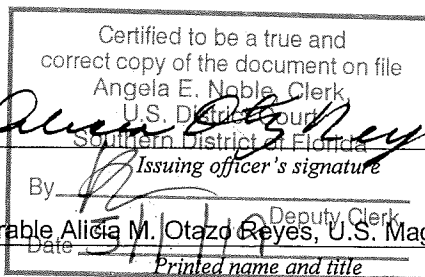 Certified to be a true and
correct copy of the document on file
Angela E. Noble, Clerk,
U.S. District Court
Southern District of Florida
Issuing officer's signature
By
Deputy Clerk
rable Alicia M. Otazo Reyes, U.S. Mag
Date
Printed name and title